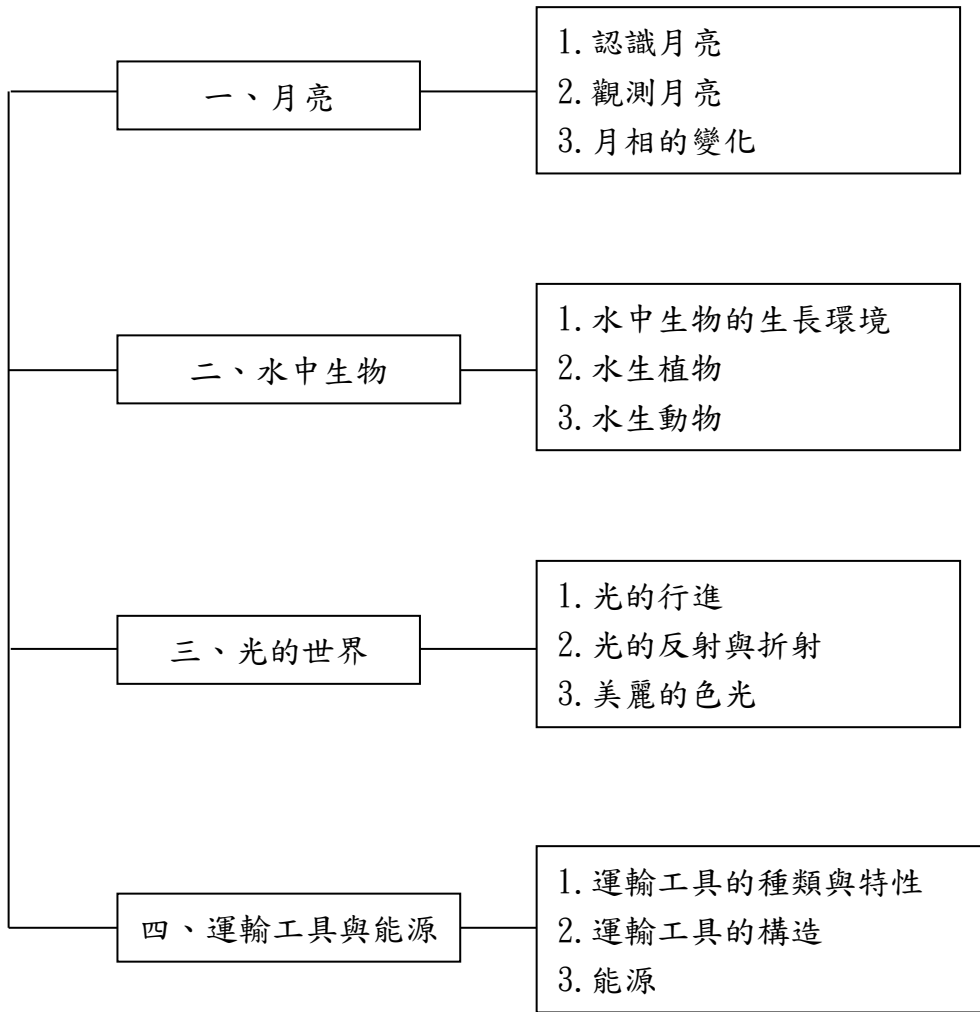 一、月亮
1.認識月亮
2.觀測月亮
3.月相的變化
二、水中生物
1.水中生物的生長環境
2.水生植物
3.水生動物
三、光的世界
1.光的行進
2.光的反射與折射
3.美麗的色光
四、運輸工具與能源
1.運輸工具的種類與特性
2.運輸工具的構造
3.能源